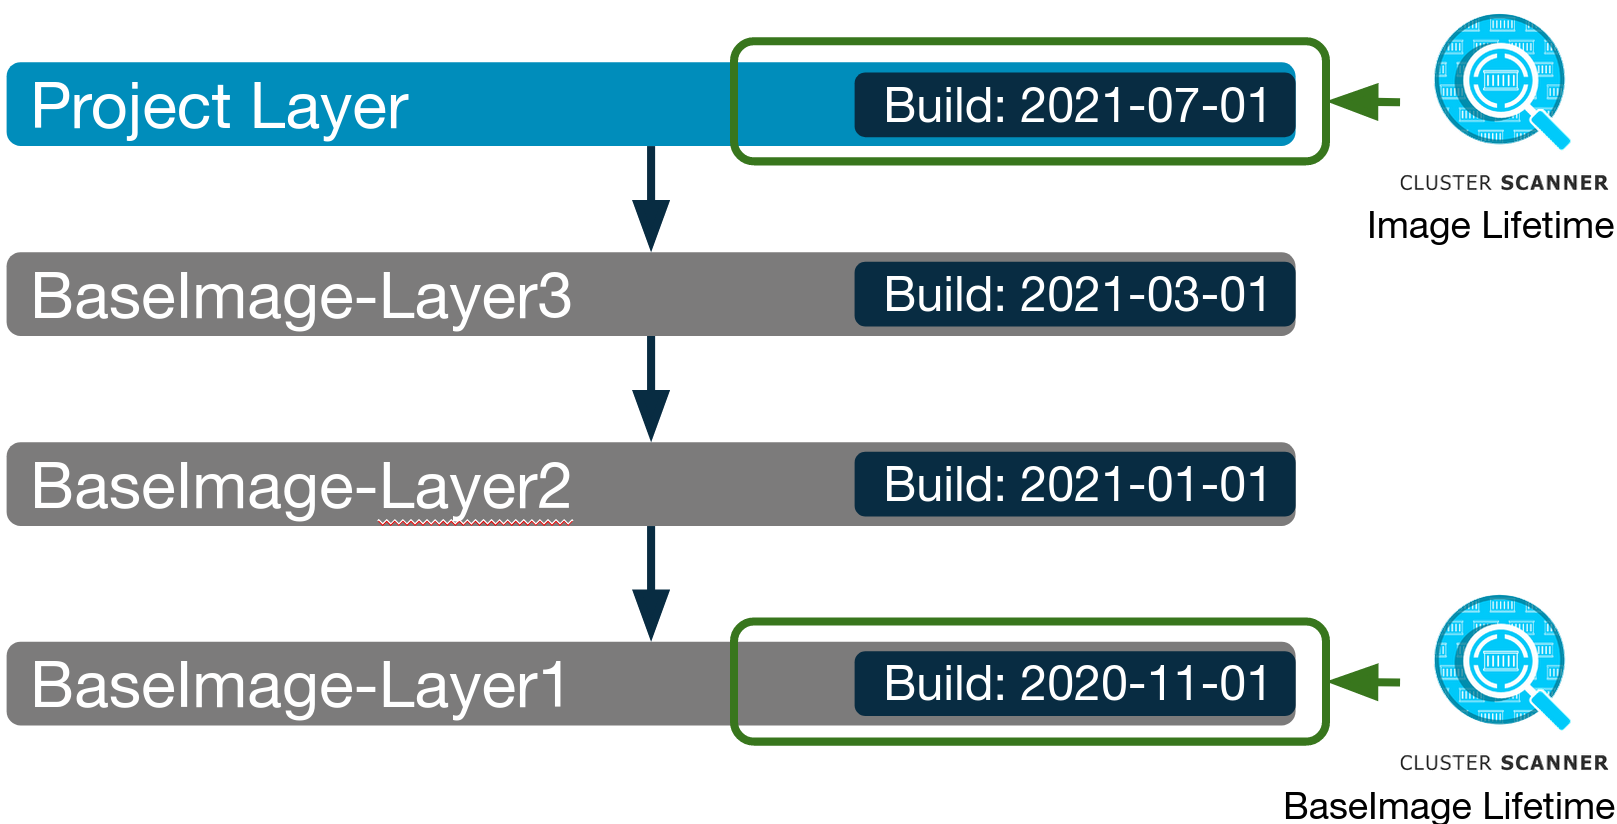 Project Layer
Build: 2021-07-01
CLUSTER SCANNER
Image Lifetime
BaseImage-Layer3
Build: 2021-03-01
BaseImage-Layer2
Build: 2021-01-01
BaseImage-Layer1
Build: 2020-11-01
CLUSTER SCANNER
BaseImage Lifetime